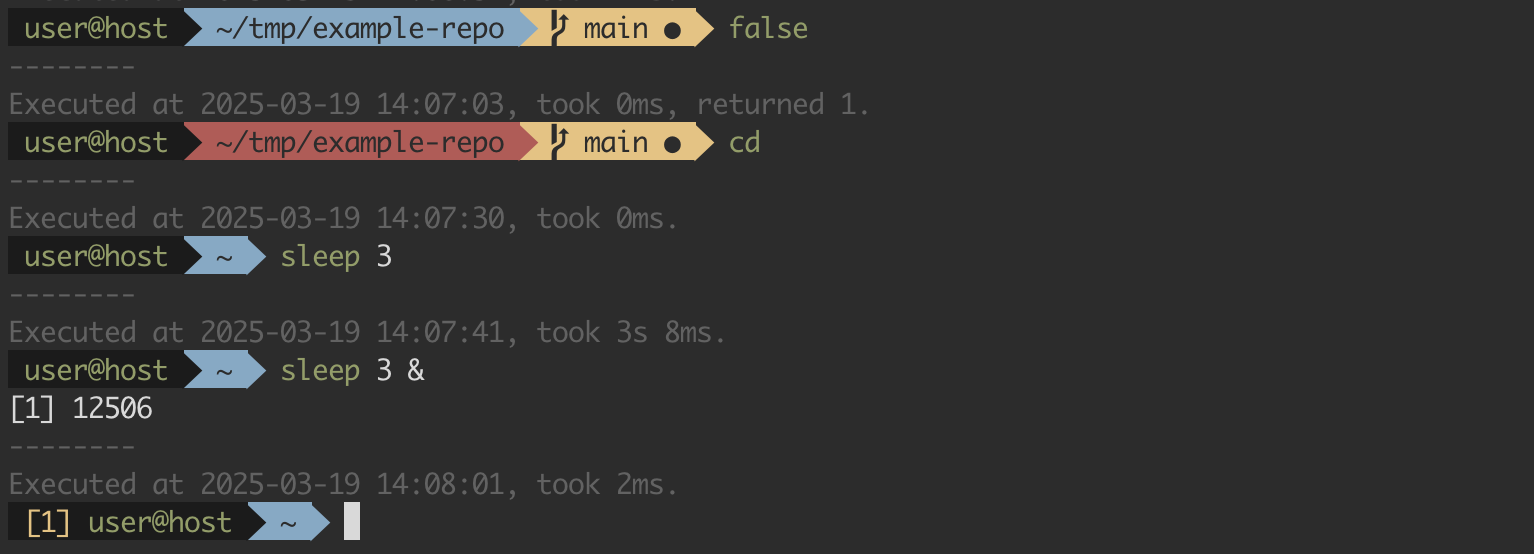 user@host ~/tmp/example-repo main ● false
--------
Executed at 2025-03-19 14:07:03, took 0ms, returned 1.
user@host ~/tmp/example-repo main ● cd
--------
Executed at 2025-03-19 14:07:30, took 0ms.
user@host ~ sleep 3
--------
Executed at 2025-03-19 14:07:41, took 3s 8ms.
user@host ~ sleep 3 &
[1] 12506
--------
Executed at 2025-03-19 14:08:01, took 2ms.
[1] user@host ~